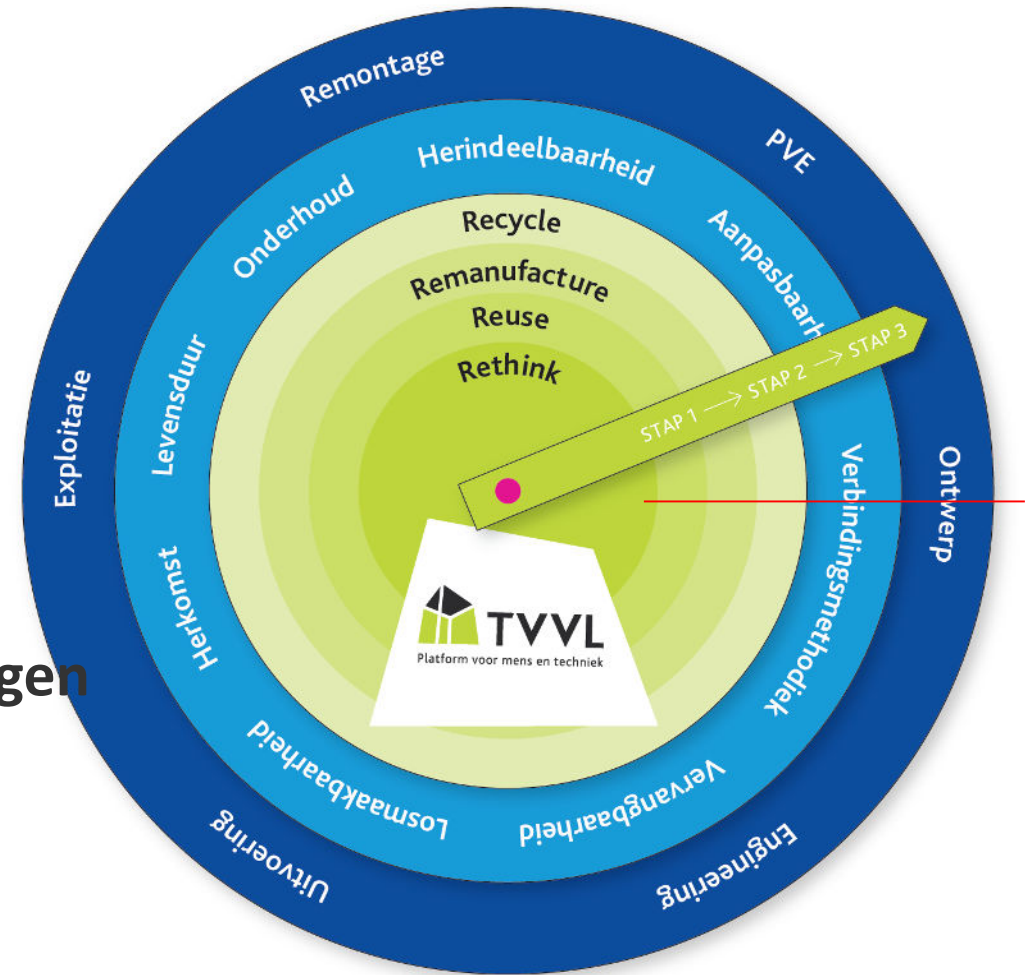 Remontage
PVE
Ontwerp
Engineering
Uitvoering
Exploitatie
Herindeelbaarheid
Aanpasbaarh
Verbindingsmethodiek
Vervangbaarheid
Losmaakbaarheid
Herkomst
Levensduur
Onderhoud
Recycle
Remanufacture
Reuse
Rethink
STAP 1 → STAP 2 → STAP 3
TVVL
Platform voor mens en techniek
gen